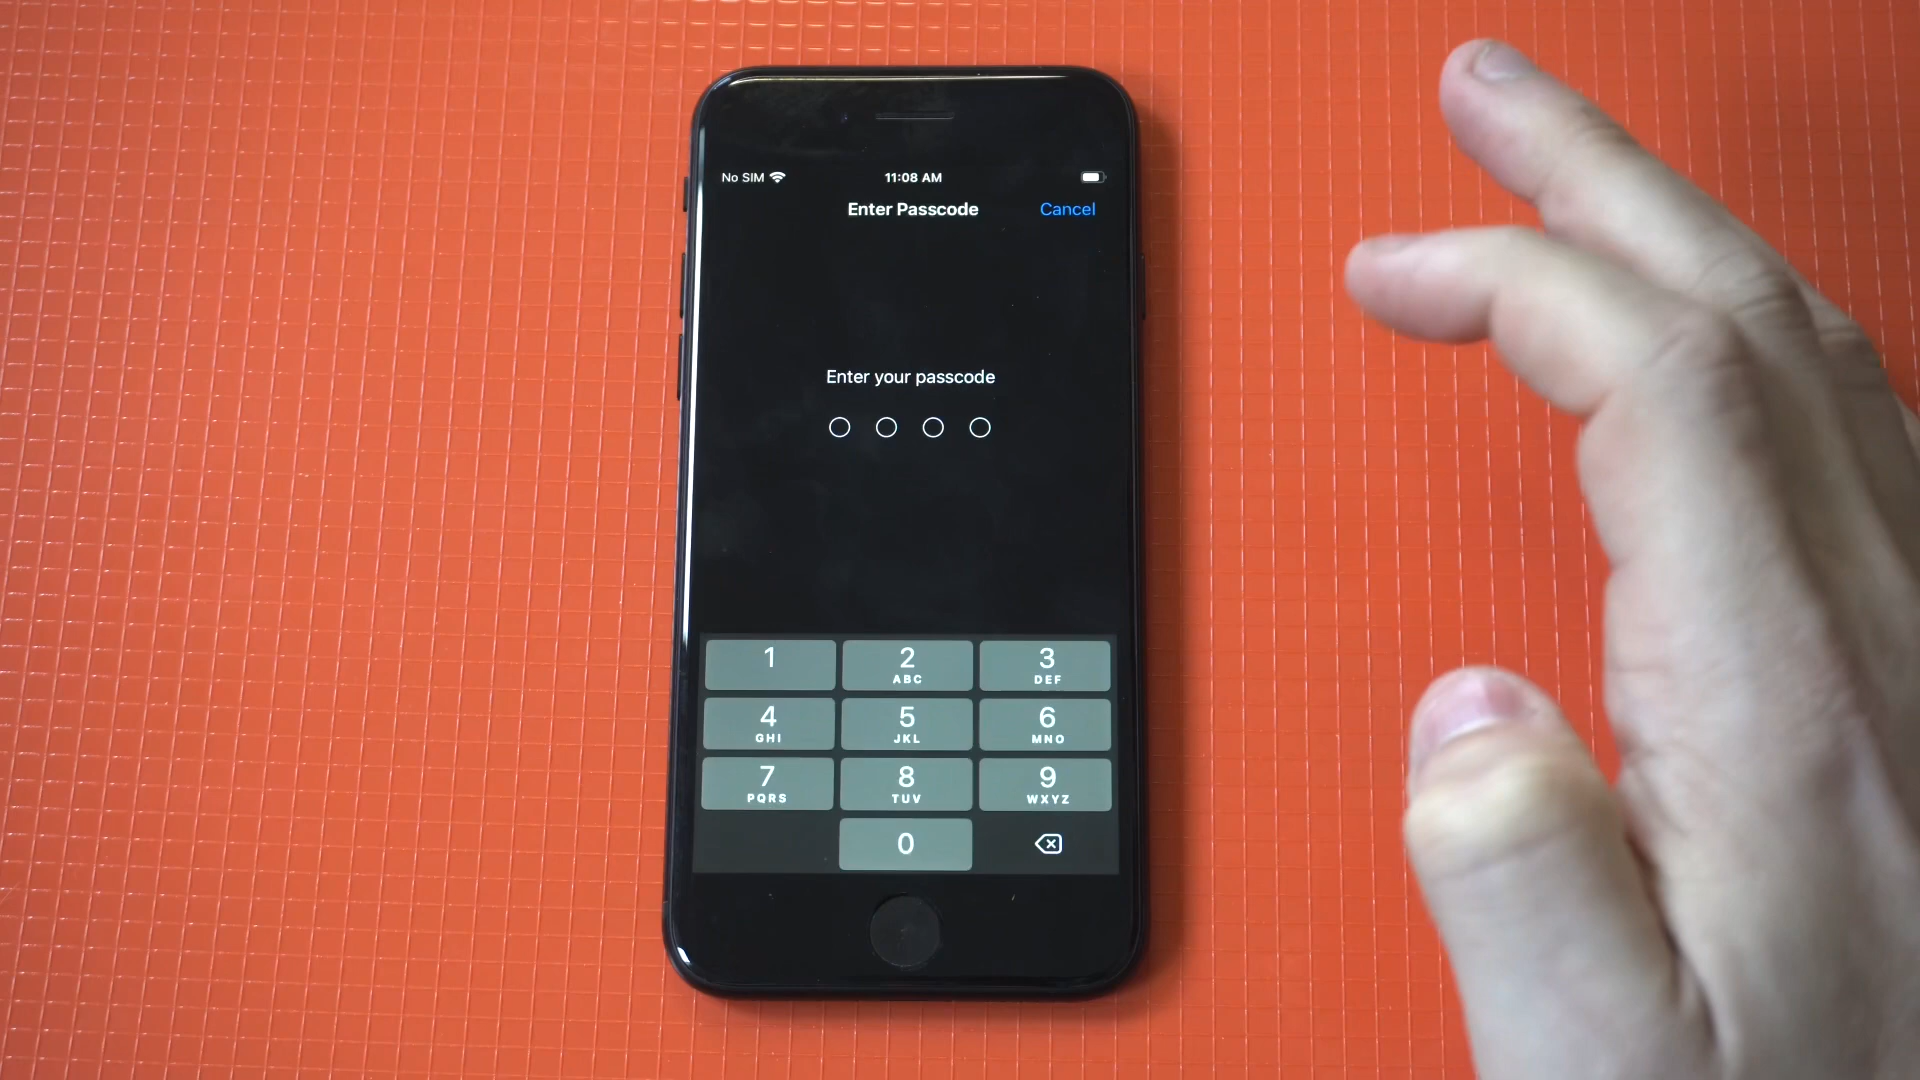 No SIM 11:08 AM
Enter Passcode Cancel
Enter your passcode
1 2 3
ABC DEF
4 5 6
GHI JKL MNO
7 8 9
PQRS TUV WXYZ
0